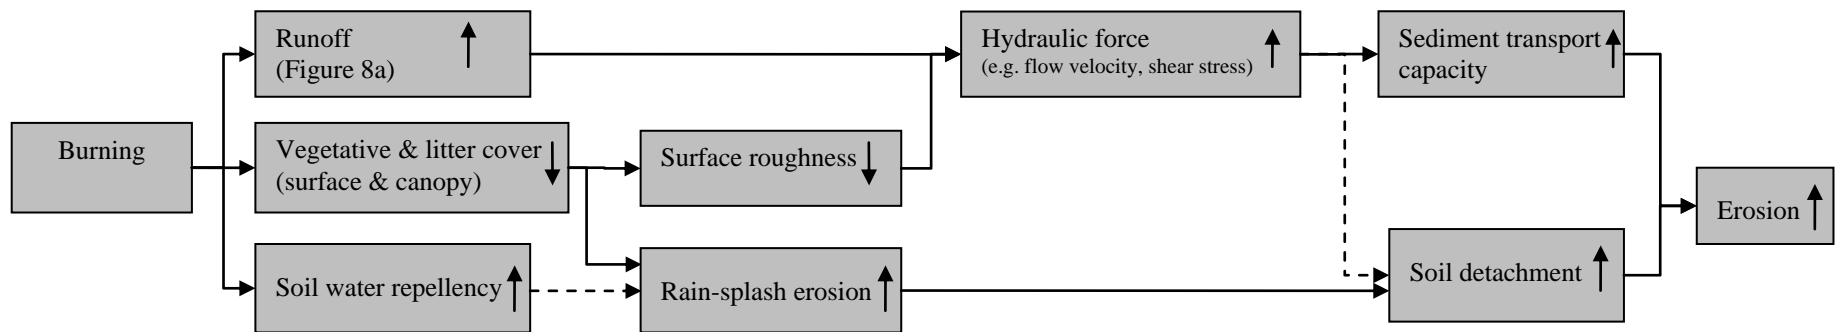 Runoff
(Figure 8a)
Hydraulic force
(e.g. flow velocity, shear stress)
Sediment transport
capacity
Burning
Vegetative & litter cover
(surface & canopy)
Surface roughness
Erosion
Soil water repellency
Rain-splash erosion
Soil detachment